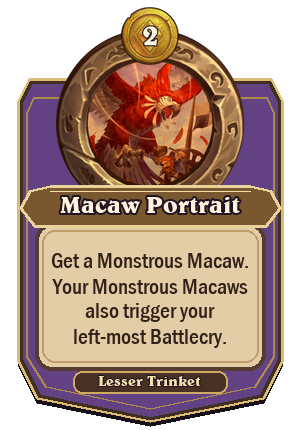 2
Macaw Portrait
Get a Monstrous Macaw.
Your Monstrous Macaws
also trigger your
left-most Battlecry.
Lesser Trinket